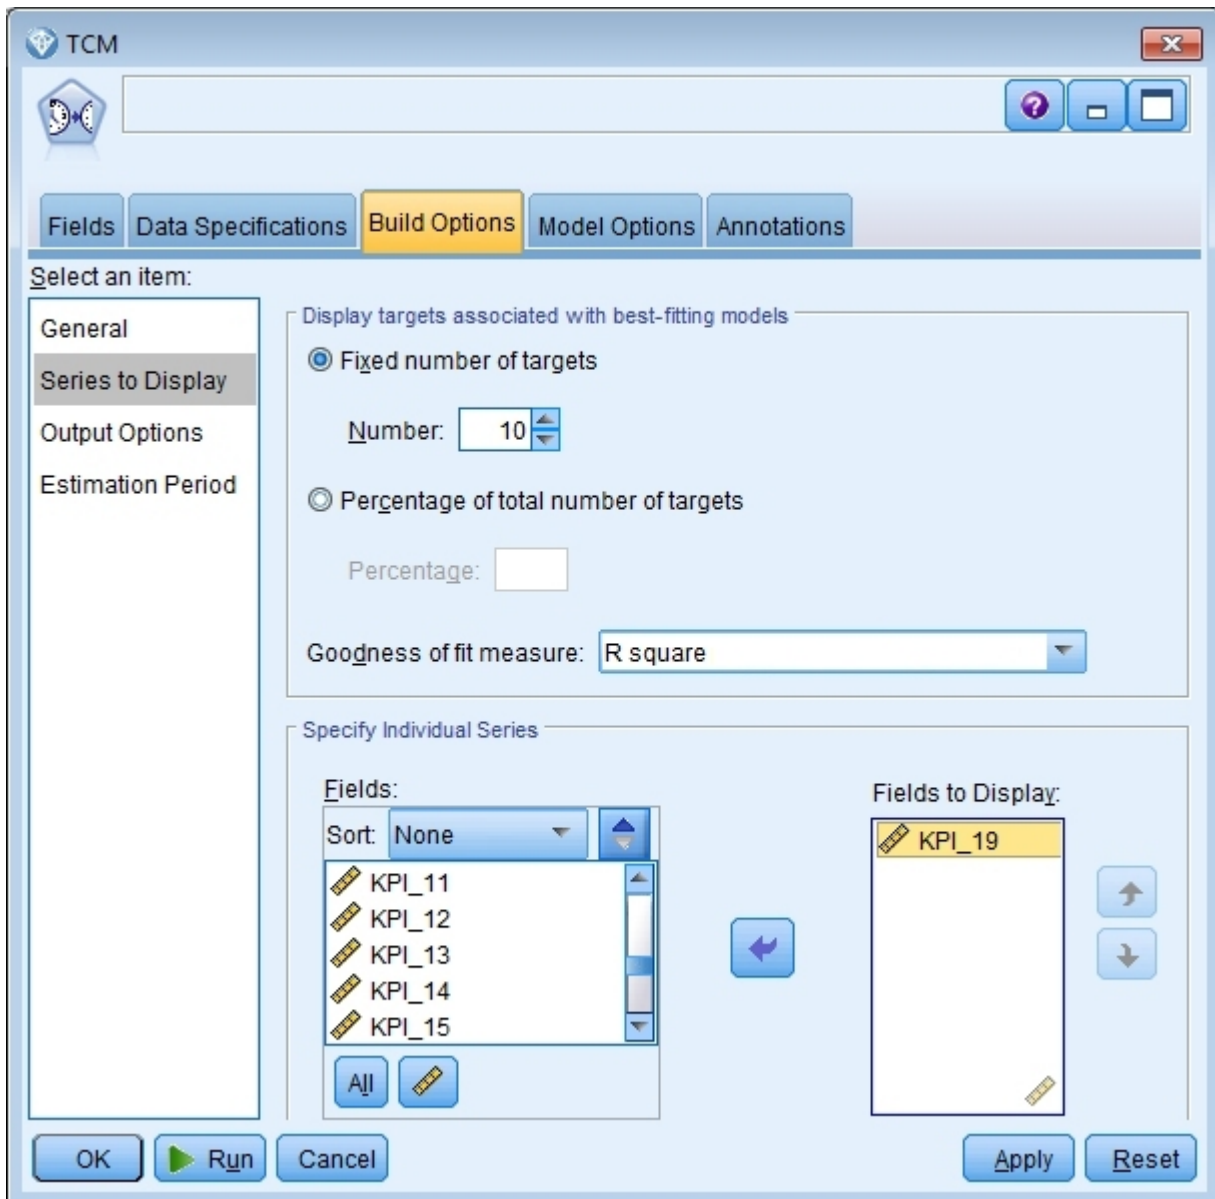 TCM
Fields Data Specifications Build Options Model Options Annotations
Select an item:
General
Series to Display
Output Options
Estimation Period
Display targets associated with best-fitting models
Fixed number of targets
Number: 10
Percentage of total number of targets
Percentage:
Goodness of fit measure: R square
Specify Individual Series
Fields:
Sort: None
KPI_11
KPI_12
KPI_13
KPI_14
KPI_15
All
Fields to Display:
KPI_19
OK Run Cancel Apply Reset